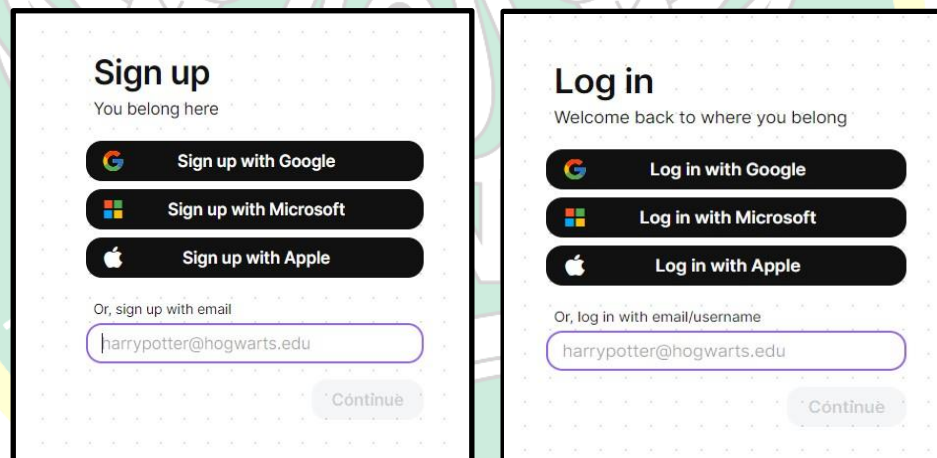 Sign up
You belong here
Sign up with Google
Sign up with Microsoft
Sign up with Apple
Or, sign up with email
harrypotter@hogwarts.edu
Continue
Log in
Welcome back to where you belong
Log in with Google
Log in with Microsoft
Log in with Apple
Or, log in with email/username
harrypotter@hogwarts.edu
Continue